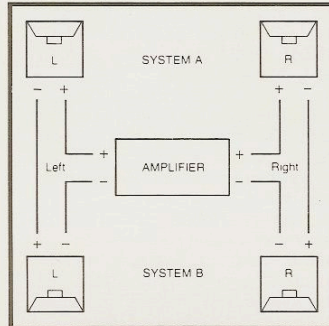 L SYSTEM A R
- + + -
+ +
Left AMPLIFIER Right
- -
+ - - +
L SYSTEM B R